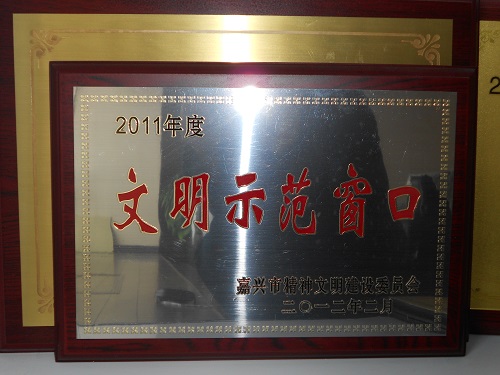 2011年度
文明示范窗口
嘉兴市精神文明建设委员会
二〇一二年二月